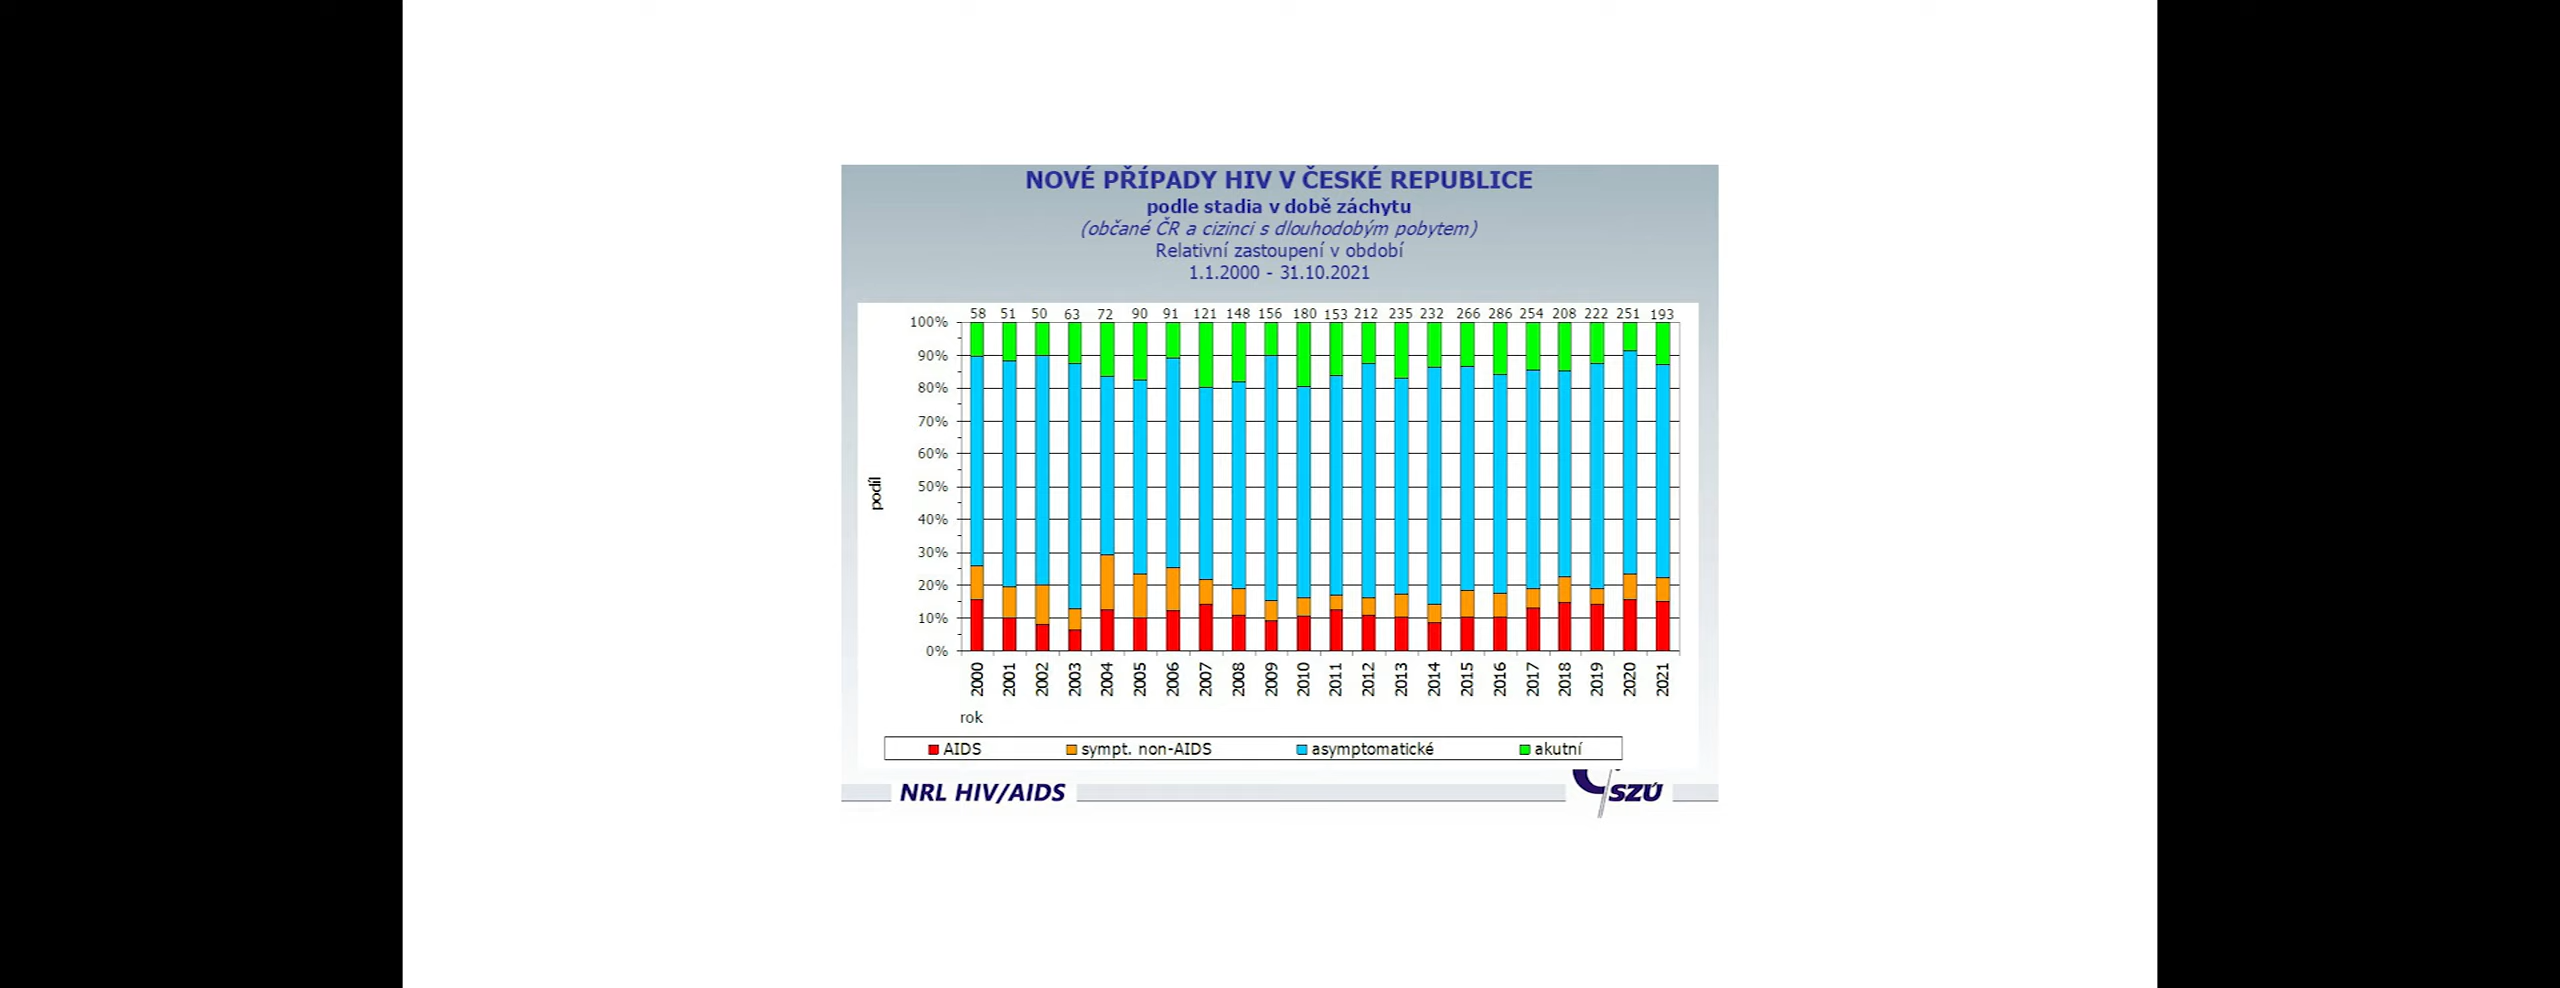 NOVÉ PŘÍPADY HIV V ČESKÉ REPUBLICE
podle stadia v době záchytu
(občané ČR a cizinci s dlouhodobým pobytem)
Relativní zastoupení v období
1.1.2000 - 31.10.2021
58 51 50 63 72 90 91 121 148 156 180 153 212 235 232 266 286 254 208 222 251 193
100%
90%
80%
70%
60%
50%
40%
30%
20%
10%
0%
podíl
2000 2001 2002 2003 2004 2005 2006 2007 2008 2009 2010 2011 2012 2013 2014 2015 2016 2017 2018 2019 2020 2021
rok
AIDS sympt. non-AIDS asymptomatické akutní
NRL HIV/AIDS SZÚ